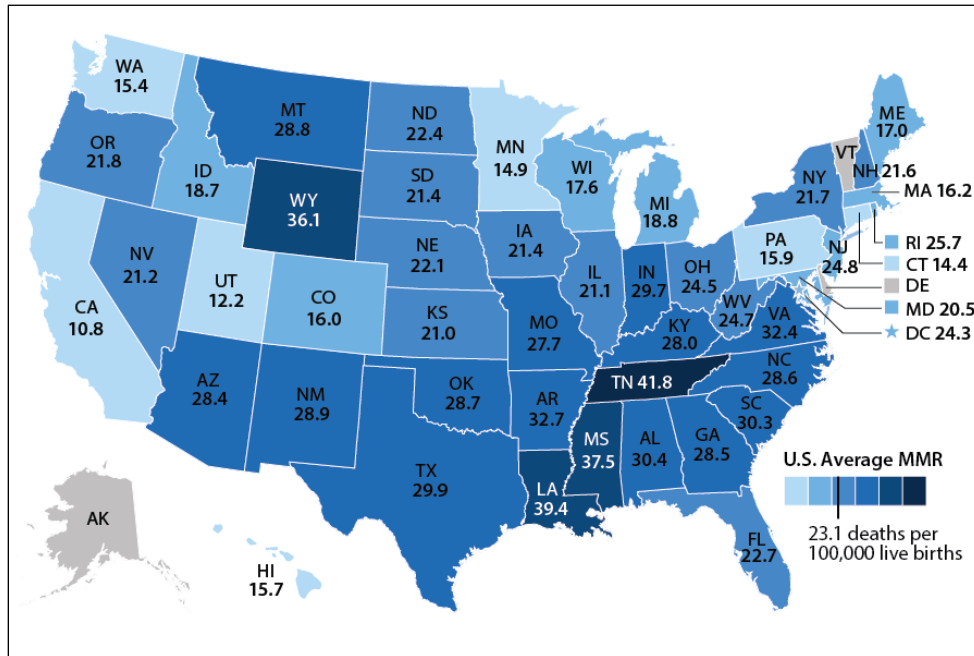 WA
15.4
MT
28.8
ND
22.4
MN
14.9
ME
17.0
OR
21.8
ID
18.7
SD
21.4
WI
17.6
MI
18.8
NY
21.7
VT
NH 21.6
MA 16.2
WY
36.1
RI 25.7
CT 14.4
DE
MD 20.5
DC 24.3
NV
21.2
UT
12.2
CO
16.0
NE
22.1
IA
21.4
IL
21.1
IN
29.7
OH
24.5
PA
15.9
NJ
24.8
CA
10.8
KS
21.0
MO
27.7
KY
28.0
WV
24.7
VA
32.4
AZ
28.4
NM
28.9
OK
28.7
AR
32.7
TN 41.8
NC
28.6
SC
30.3
TX
29.9
LA
39.4
MS
37.5
AL
30.4
GA
28.5
FL
22.7
AK
HI
15.7
U.S. Average MMR
23.1 deaths per
100,000 live births